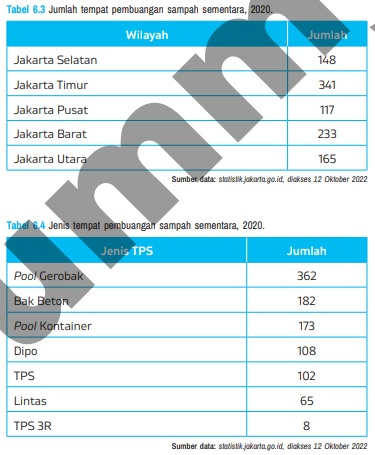 Tabel 6.3 Jumlah tempat pembuangan sampah sementara, 2020.
Wilayah Jumlah
Jakarta Selatan 148
Jakarta Timur 341
Jakarta Pusat 117
Jakarta Barat 233
Jakarta Utara 165
Sumber data: statistik.jakarta.go.id, diakses 12 Oktober 2022
Tabel 6.4 Jenis tempat pembuangan sampah sementara, 2020.
Jenis TPS Jumlah
Pool Gerobak 362
Bak Beton 182
Pool Kontainer 173
Dipo 108
TPS 102
Lintas 65
TPS 3R 8
Sumber data: statistik.jakarta.go.id, diakses 12 Oktober 2022